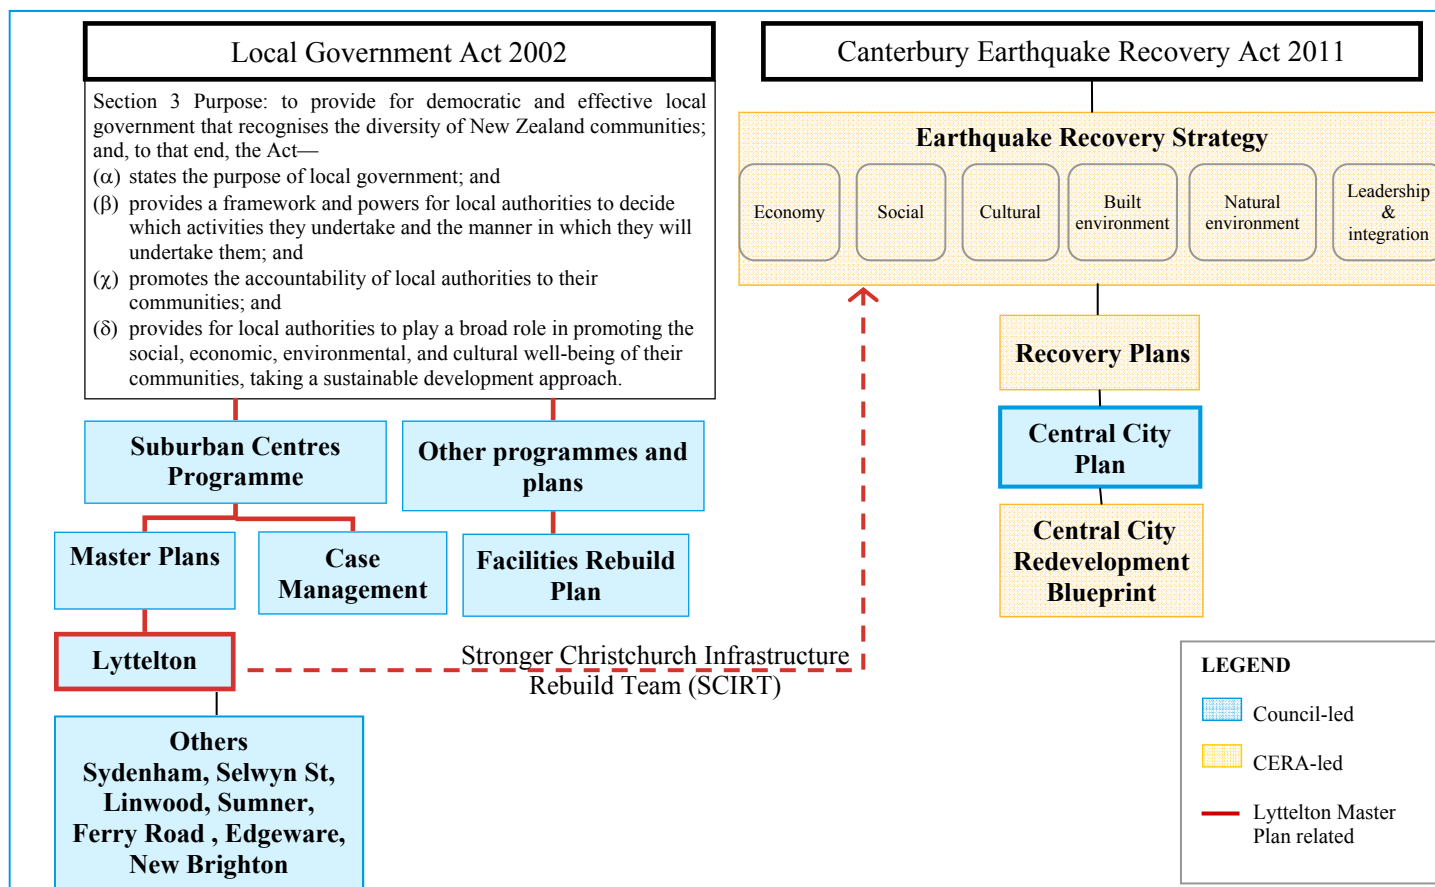 Local Government Act 2002
Section 3 Purpose: to provide for democratic and effective local
government that recognises the diversity of New Zealand communities;
and, to that end, the Act—
(α) states the purpose of local government; and
(β) provides a framework and powers for local authorities to decide
which activities they undertake and the manner in which they will
undertake them; and
(χ) promotes the accountability of local authorities to their
communities; and
(δ) provides for local authorities to play a broad role in promoting the
social, economic, environmental, and cultural well-being of their
communities, taking a sustainable development approach.
Suburban Centres
Programme
Other programmes and
plans
Master Plans
Case
Management
Facilities Rebuild
Plan
Lyttelton
Stronger Christchurch Infrastructure
Rebuild Team (SCIRT)
Others
Sydenham, Selwyn St,
Linwood, Sumner,
Ferry Road , Edgeware,
New Brighton
Canterbury Earthquake Recovery Act 2011
Earthquake Recovery Strategy
Economy
Social
Cultural
Built
environment
Natural
environment
Leadership
&
integration
Recovery Plans
Central City
Plan
Central City
Redevelopment
Blueprint
LEGEND
Council-led
CERA-led
Lyttelton Master
Plan related